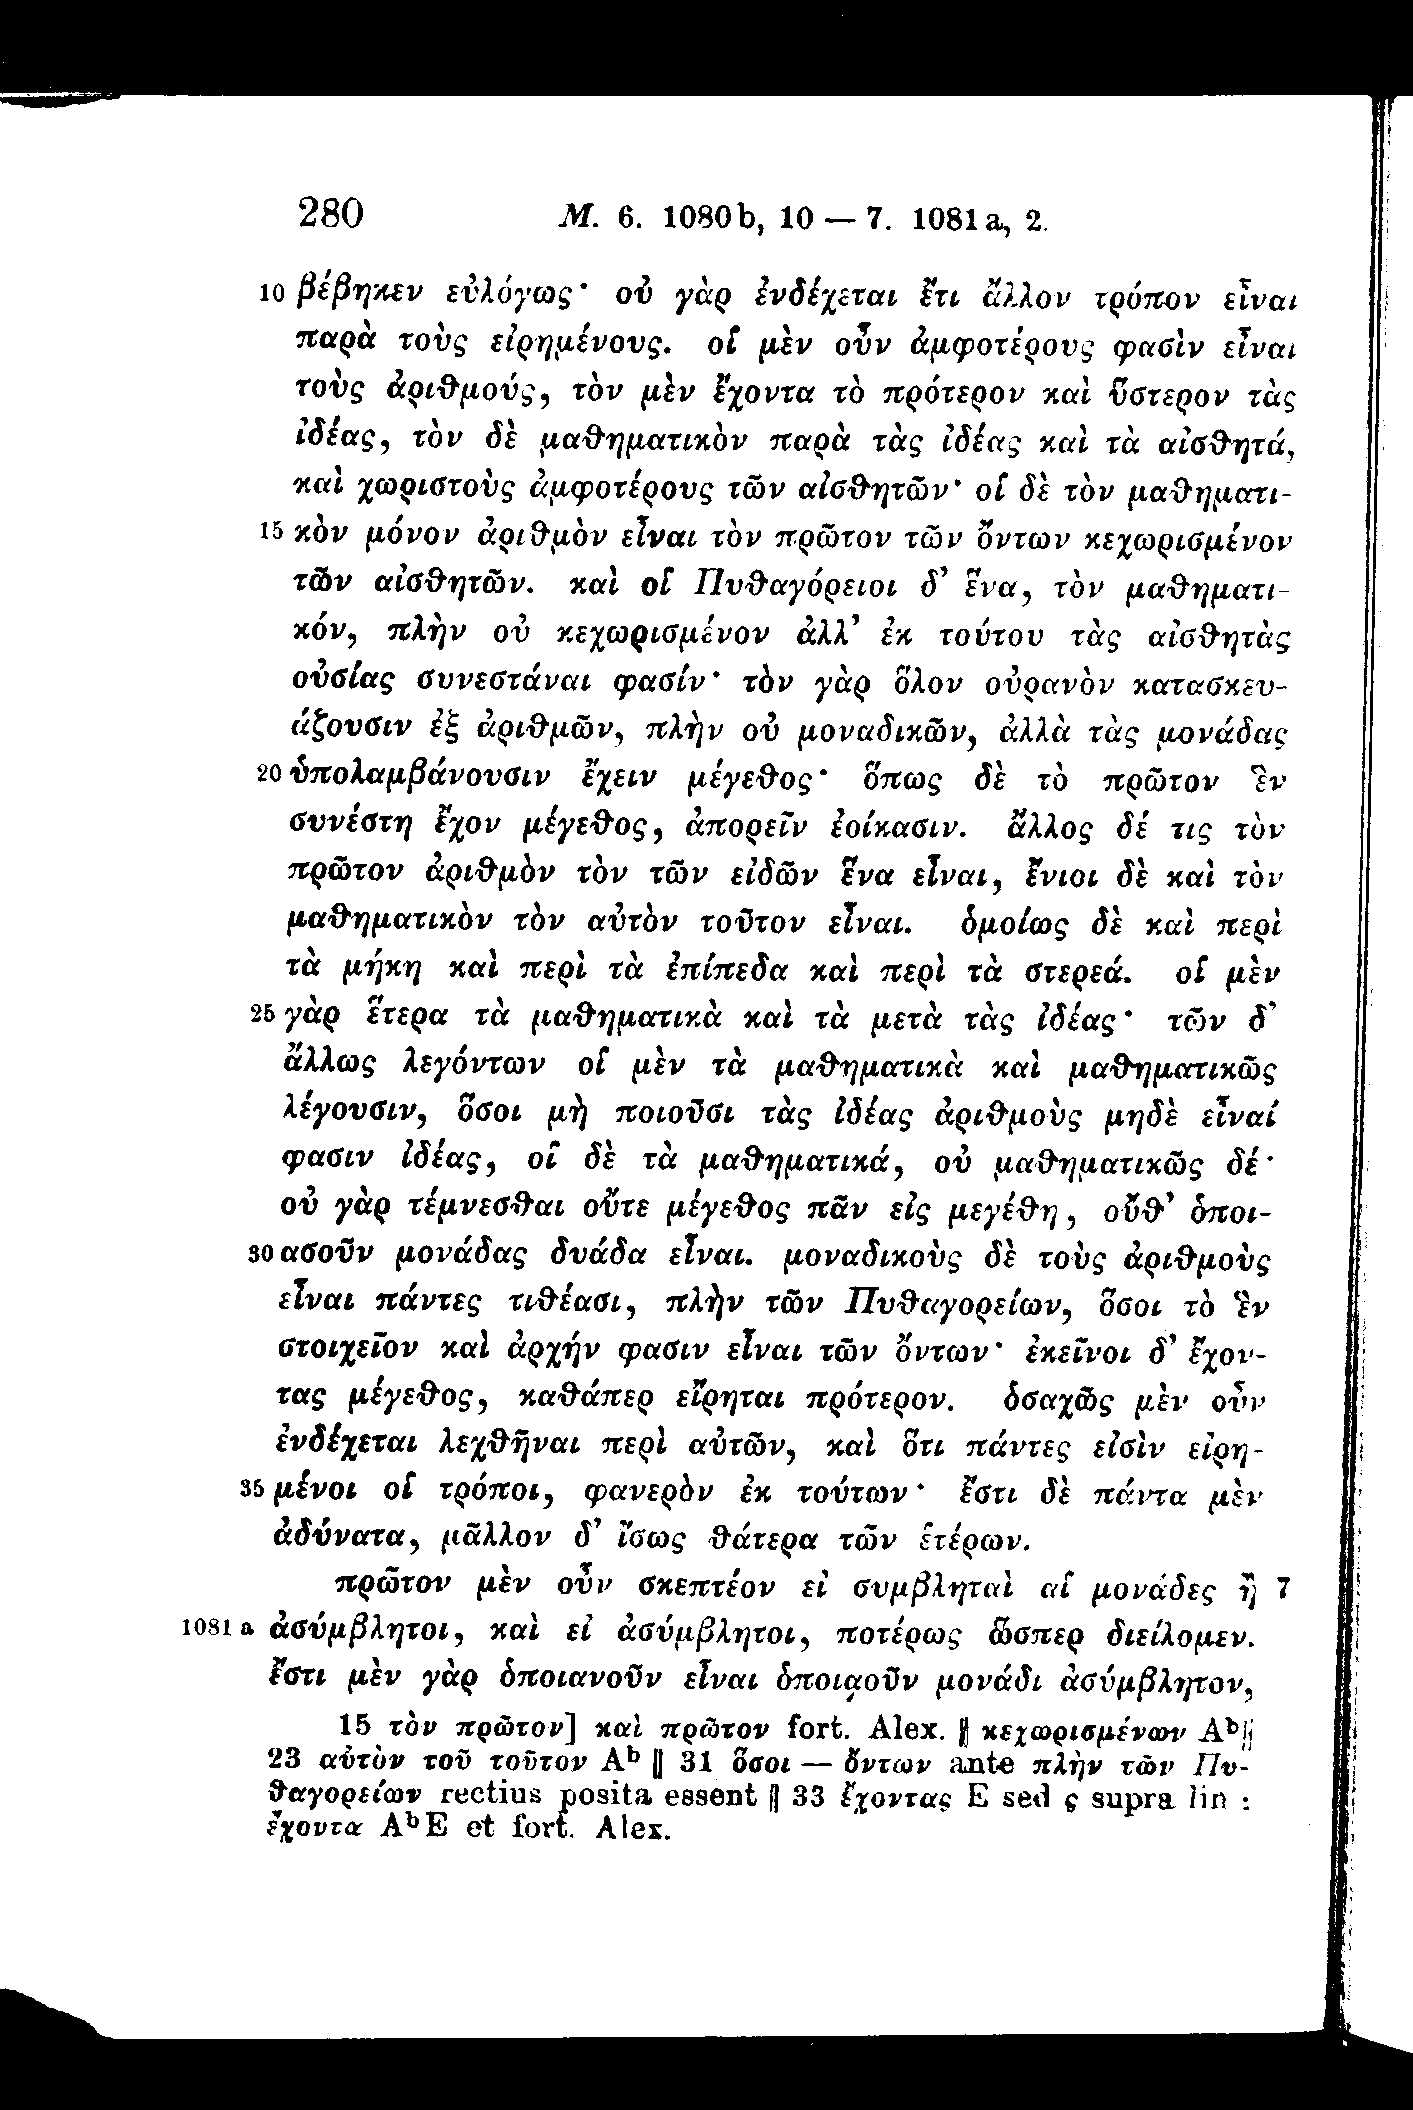 280 M. 6. 1080b, 10 — 7. 1081a, 2.
10 βέβηκεν εὐλόγως· οὐ γὰρ ἐνδέχεται ἔτι ἄλλον τρόπον εἶναι
παρὰ τοὺς εἰρημένους. οἱ μὲν οὖν ἀμφοτέρους φασὶν εἶναι
τοὺς ἀριθμούς, τὸν μὲν ἔχοντα τὸ πρότερον καὶ ὕστερον τὰς
ἰδέας, τὸν δὲ μαθηματικὸν παρὰ τὰς ἰδέας καὶ τὰ αἰσθητά,
καὶ χωριστοὺς ἀμφοτέρους τῶν αἰσθητῶν· οἱ δὲ τὸν μαθηματι-
15 κὸν μόνον ἀριθμὸν εἶναι τὸν πρῶτον τῶν ὄντων κεχωρισμένον
τῶν αἰσθητῶν. καὶ οἱ Πυθαγόρειοι δ’ ἕνα, τὸν μαθηματι-
κόν, πλὴν οὐ κεχωρισμένον ἀλλ’ ἐκ τούτου τὰς αἰσθητὰς
οὐσίας συνεστάναι φασίν· τὸν γὰρ ὅλον οὐρανὸν κατασκευ-
άζουσιν ἐξ ἀριθμῶν, πλὴν οὐ μοναδικῶν, ἀλλὰ τὰς μονάδας
20 ὑπολαμβάνουσιν ἔχειν μέγεθος· ὅπως δὲ τὸ πρῶτον ἓν
συνέστη ἔχον μέγεθος, ἀπορεῖν ἐοίκασιν. ἄλλος δέ τις τὸν
πρῶτον ἀριθμὸν τὸν τῶν εἰδῶν ἕνα εἶναι, ἔνιοι δὲ καὶ τὸν
μαθηματικὸν τὸν αὐτὸν τοῦτον εἶναι. ὁμοίως δὲ καὶ περὶ
τὰ μήκη καὶ περὶ τὰ ἐπίπεδα καὶ περὶ τὰ στερεά. οἱ μὲν
25 γὰρ ἕτερα τὰ μαθηματικὰ καὶ τὰ μετὰ τὰς ἰδέας· τῶν δ’
ἄλλως λεγόντων οἱ μὲν τὰ μαθηματικὰ καὶ μαθηματικῶς
λέγουσιν, ὅσοι μὴ ποιοῦσι τὰς ἰδέας ἀριθμοὺς μηδὲ εἶναί
φασιν ἰδέας, οἳ δὲ τὰ μαθηματικά, οὐ μαθηματικῶς δέ·
οὐ γὰρ τέμνεσθαι οὔτε μέγεθος πᾶν εἰς μεγέθη, οὔθ’ ὁποι-
30 ασοῦν μονάδας δυάδα εἶναι. μοναδικοὺς δὲ τοὺς ἀριθμοὺς
εἶναι πάντες τιθέασι, πλὴν τῶν Πυθαγορείων, ὅσοι τὸ ἓν
στοιχεῖον καὶ ἀρχήν φασιν εἶναι τῶν ὄντων· ἐκεῖνοι δ’ ἔχον-
τας μέγεθος, καθάπερ εἴρηται πρότερον. ὁσαχῶς μὲν οὖν
ἐνδέχεται λεχθῆναι περὶ αὐτῶν, καὶ ὅτι πάντες εἰσὶν εἰρη-
35 μένοι οἱ τρόποι, φανερὸν ἐκ τούτων· ἔστι δὲ πάντα μὲν
ἀδύνατα, μᾶλλον δ’ ἴσως θάτερα τῶν ἑτέρων.
πρῶτον μὲν οὖν σκεπτέον εἰ συμβληταὶ αἱ μονάδες ἢ 7
1081 a ἀσύμβλητοι, καὶ εἰ ἀσύμβλητοι, ποτέρως ὥσπερ διείλομεν.
ἔστι μὲν γὰρ ὁποιανοῦν εἶναι ὁποιᾳοῦν μονάδι ἀσύμβλητον,
15 τὸν πρῶτον] καὶ πρῶτον fort. Alex. ‖ κεχωρισμένων Aᵇ ‖
23 αὐτὸν τοῦ τοῦτον Aᵇ ‖ 31 ὅσοι — ὄντων ante πλὴν τῶν Πυ-
θαγορείων rectius posita essent ‖ 33 ἔχοντας E sed ς supra lin :
ἔχοντα AᵇE et fort. Alex.